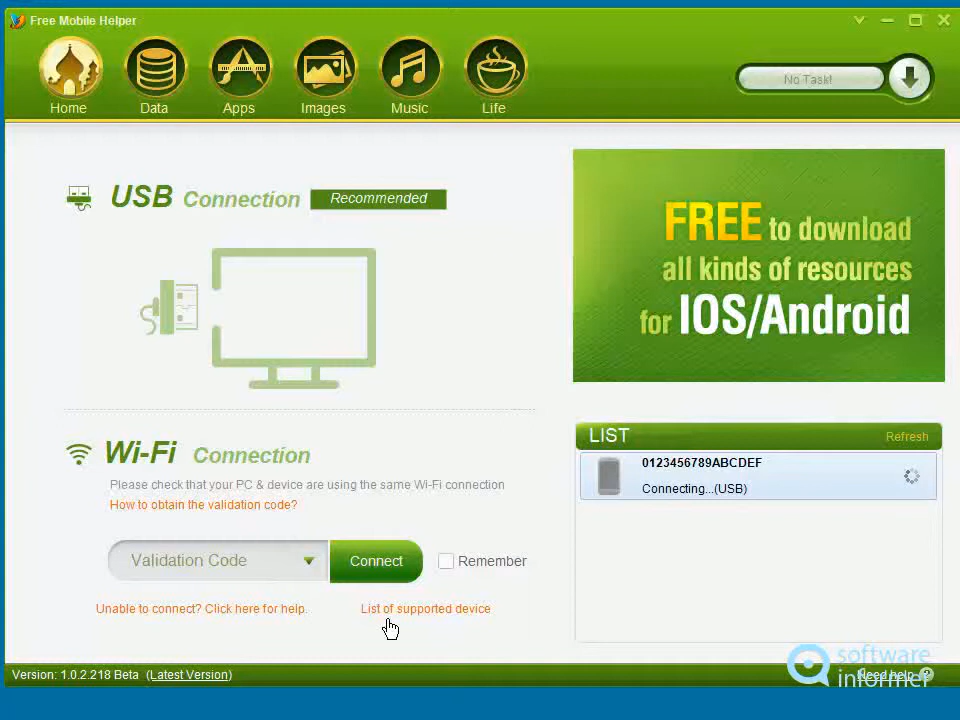 Free Mobile Helper
Home
Data
Apps
Images
Music
Life
No Task!
USB Connection
Recommended
FREE to download
all kinds of resources
for IOS/Android
Wi-Fi Connection
Please check that your PC & device are using the same Wi-Fi connection
How to obtain the validation code?
Validation Code
Connect
Remember
Unable to connect? Click here for help.
List of supported device
LIST
Refresh
0123456789ABCDEF
Connecting...(USB)
Version: 1.0.2.218 Beta (Latest Version)
Need help ?
software
informer